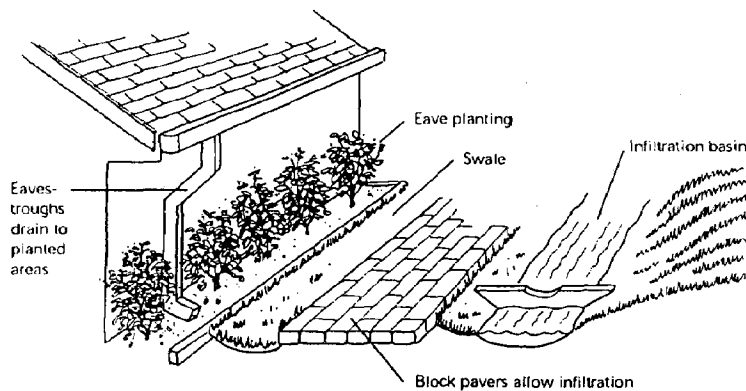 Eave planting
Infiltration basin
Swale
Eaves-
troughs
drain to
planted
areas
Block pavers allow infiltration